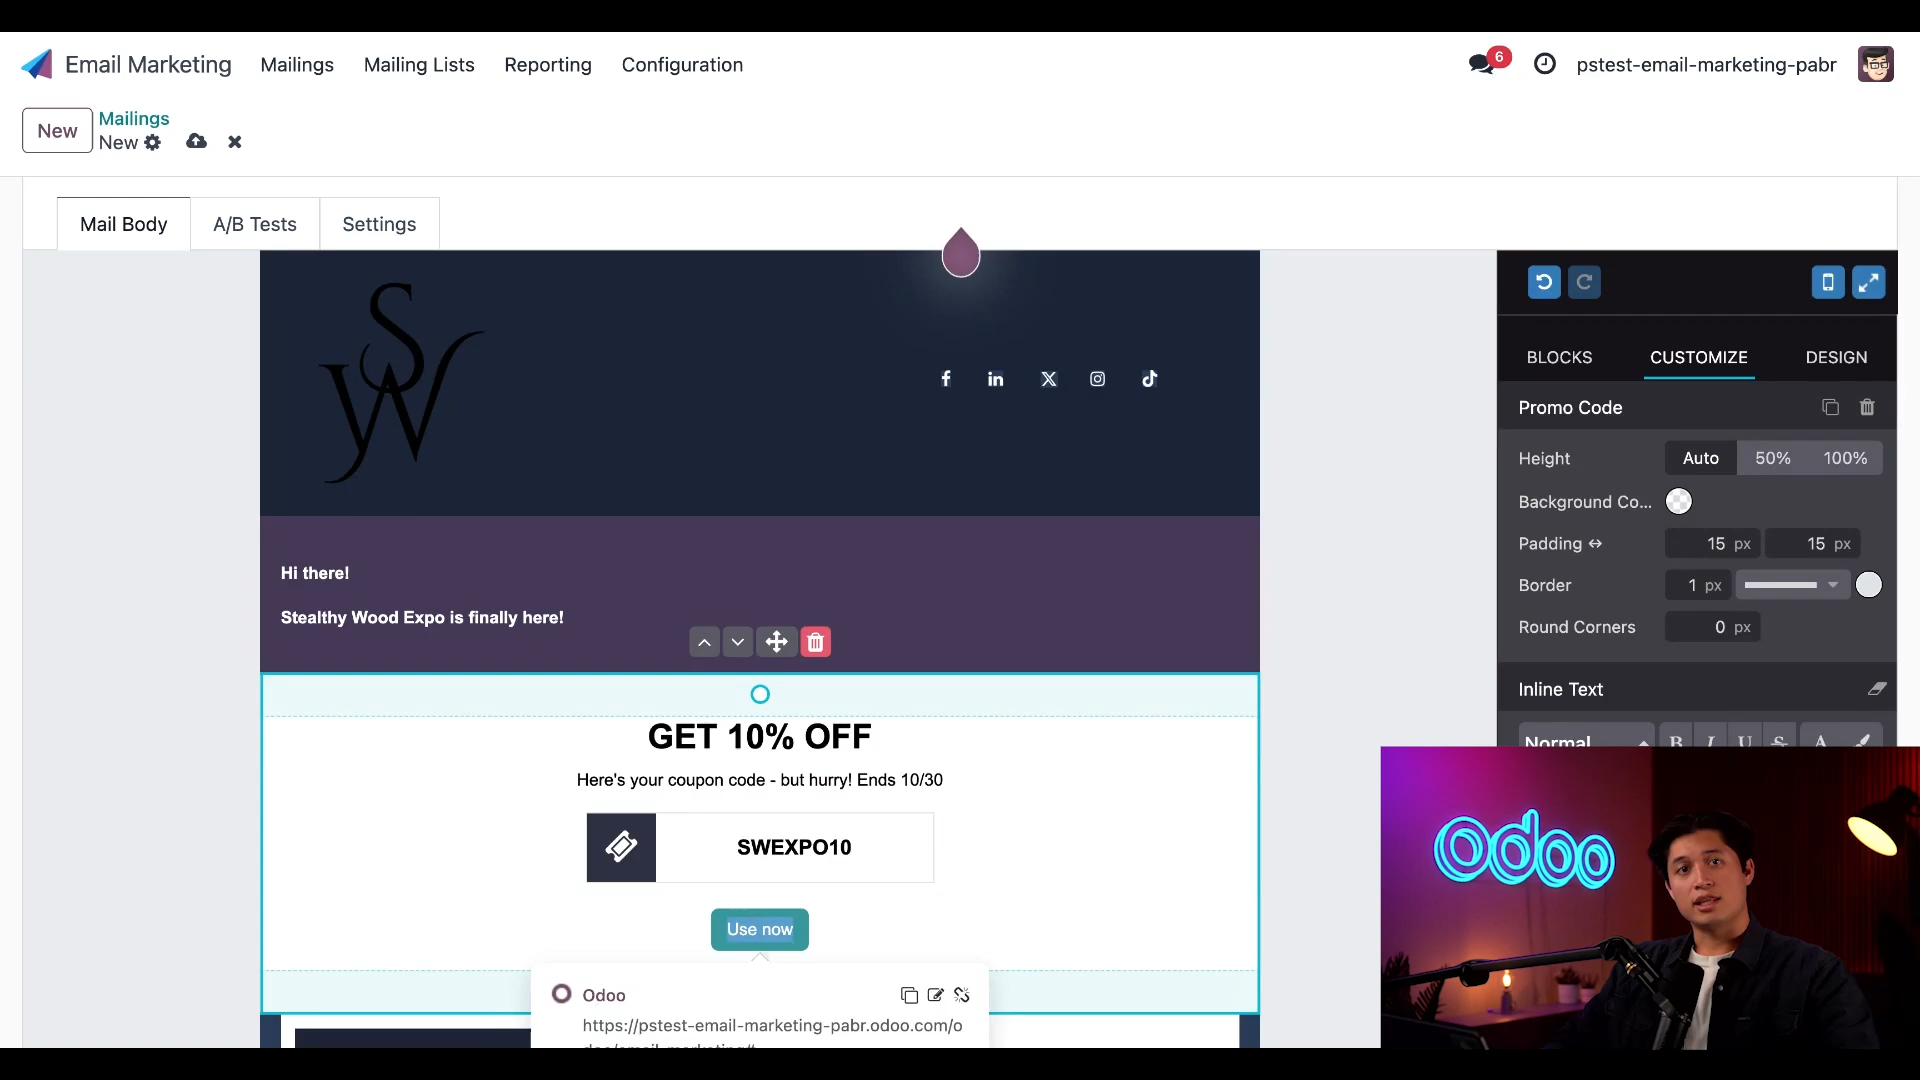 Email Marketing Mailings Mailing Lists Reporting Configuration 6 pstest-email-marketing-pabr
New Mailings
New
Mail Body A/B Tests Settings
SW
BLOCKS CUSTOMIZE DESIGN
Promo Code
Height Auto 50% 100%
Background Co...
Padding 15 px 15 px
Border 1 px
Round Corners 0 px
Inline Text
Normal B I U S A
Hi there!
Stealthy Wood Expo is finally here!
GET 10% OFF
Here's your coupon code - but hurry! Ends 10/30
SWEXPO10
Use now
Odoo
https://pstest-email-marketing-pabr.odoo.com/o
odoo